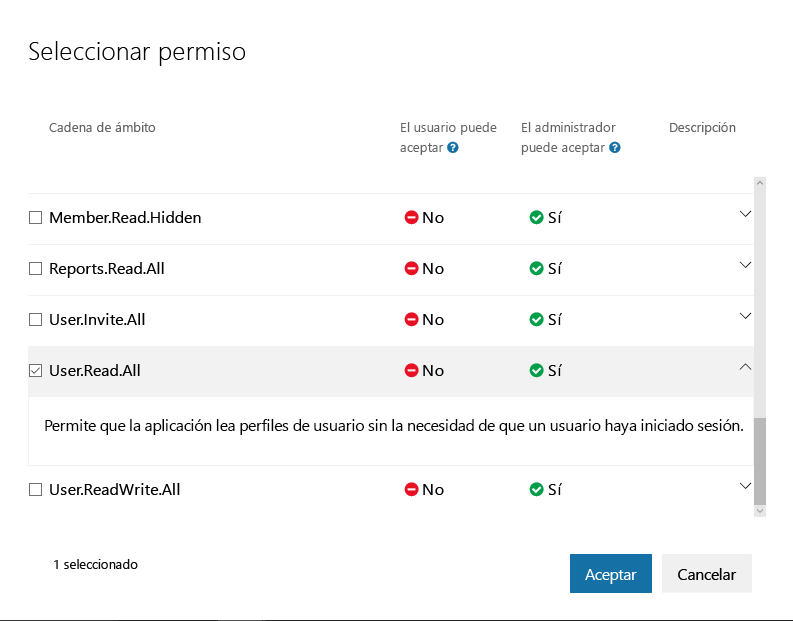 Seleccionar permiso
Cadena de ámbito
El usuario puede
aceptar ?
El administrador
puede aceptar ?
Descripción
Member.Read.Hidden No Sí
Reports.Read.All No Sí
User.Invite.All No Sí
User.Read.All No Sí
Permite que la aplicación lea perfiles de usuario sin la necesidad de que un usuario haya iniciado sesión.
User.ReadWrite.All No Sí
1 seleccionado
Aceptar Cancelar